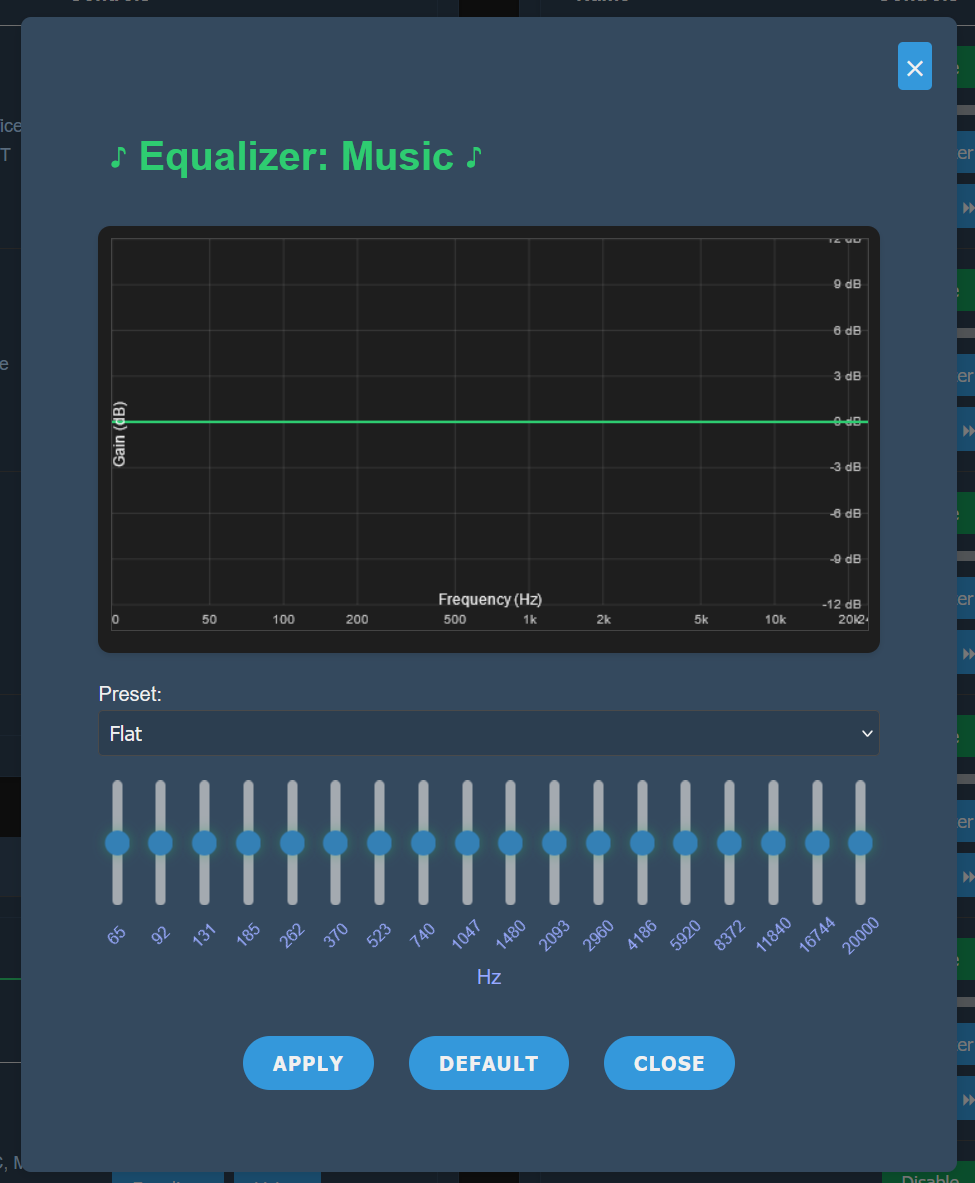 ice
T
e
♪ Equalizer: Music ♪
12 dB
9 dB
6 dB
3 dB
0 dB
-3 dB
-6 dB
-9 dB
-12 dB
Gain (dB)
Frequency (Hz)
0 50 100 200 500 1k 2k 5k 10k 20k
Preset:
Flat
65 92 131 185 262 370 523 740 1047 1480 2093 2960 4186 5920 8372 11840 16744 20000
Hz
APPLY DEFAULT CLOSE
Disable